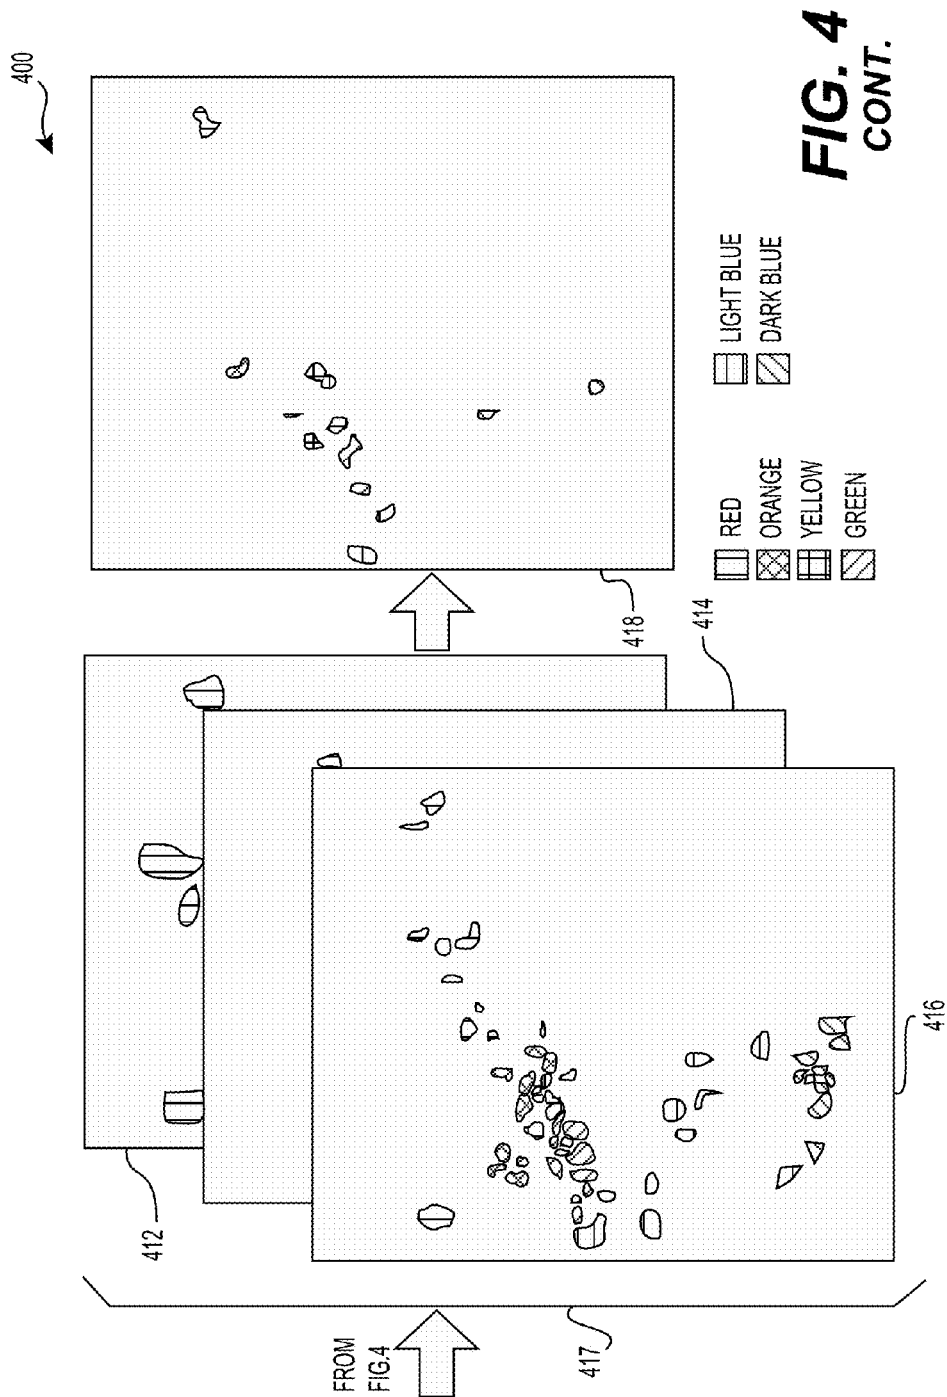 400
FROM
FIG.4
412
417
416
414
418
RED
ORANGE
YELLOW
GREEN
LIGHT BLUE
DARK BLUE
FIG. 4
CONT.